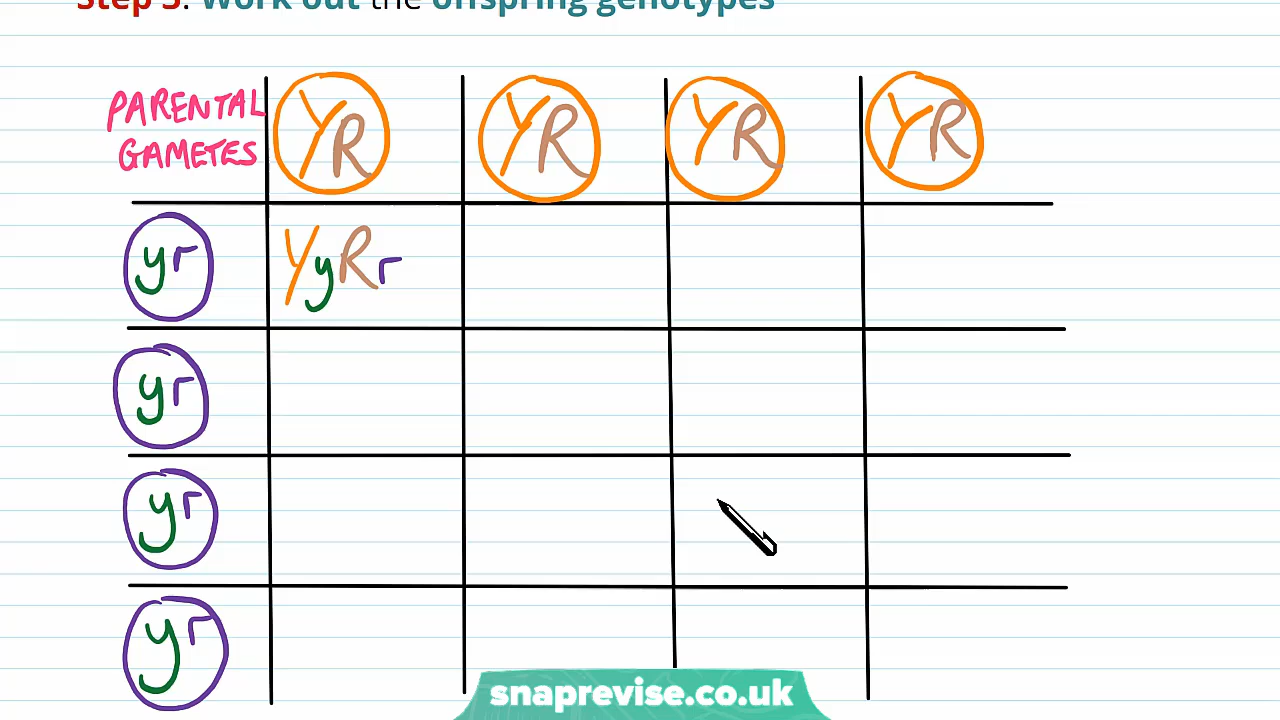 Step 3: Work out the offspring genotypes
PARENTAL GAMETES YR YR YR YR
yr YyRr
yr
yr
yr
snaprevise.co.uk